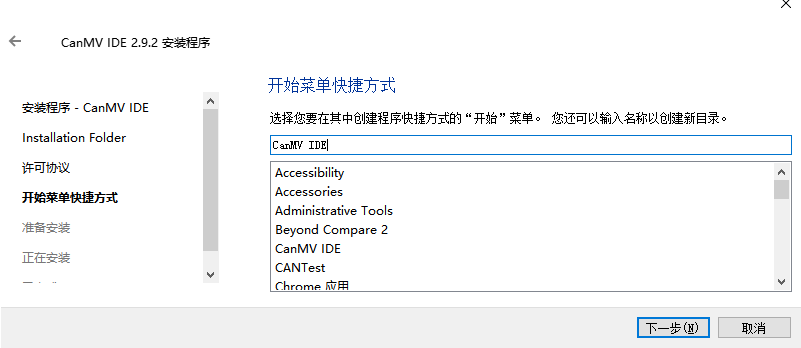 CanMV IDE 2.9.2 安装程序
安装程序 - CanMV IDE
Installation Folder
许可协议
开始菜单快捷方式
准备安装
正在安装
开始菜单快捷方式
选择您要在其中创建程序快捷方式的“开始”菜单。 您还可以输入名称以创建新目录。
CanMV IDE
Accessibility
Accessories
Administrative Tools
Beyond Compare 2
CanMV IDE
CANTest
Chrome 应用
下一步(N)
取消